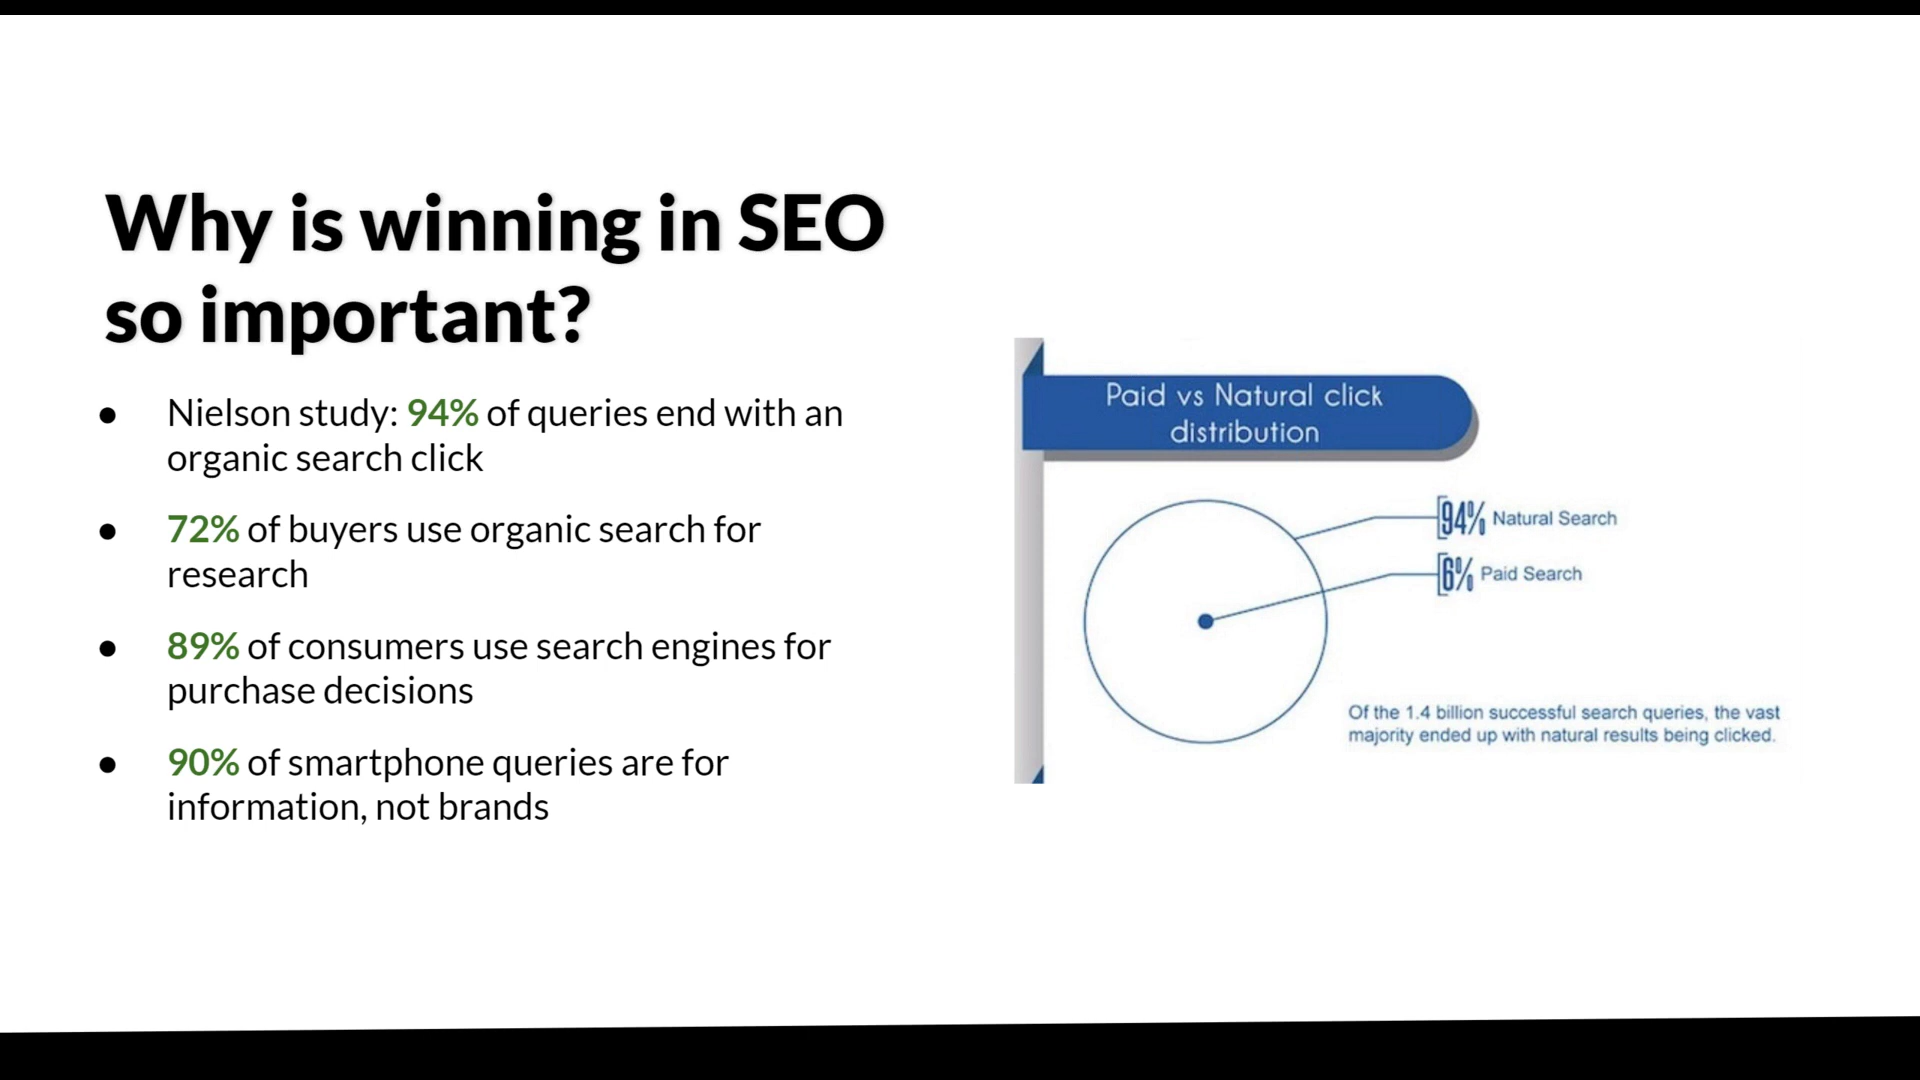 Why is winning in SEO
so important?
● Nielson study: 94% of queries end with an
organic search click
● 72% of buyers use organic search for
research
● 89% of consumers use search engines for
purchase decisions
● 90% of smartphone queries are for
information, not brands
Paid vs Natural click
distribution
94% Natural Search
6% Paid Search
Of the 1.4 billion successful search queries, the vast
majority ended up with natural results being clicked.